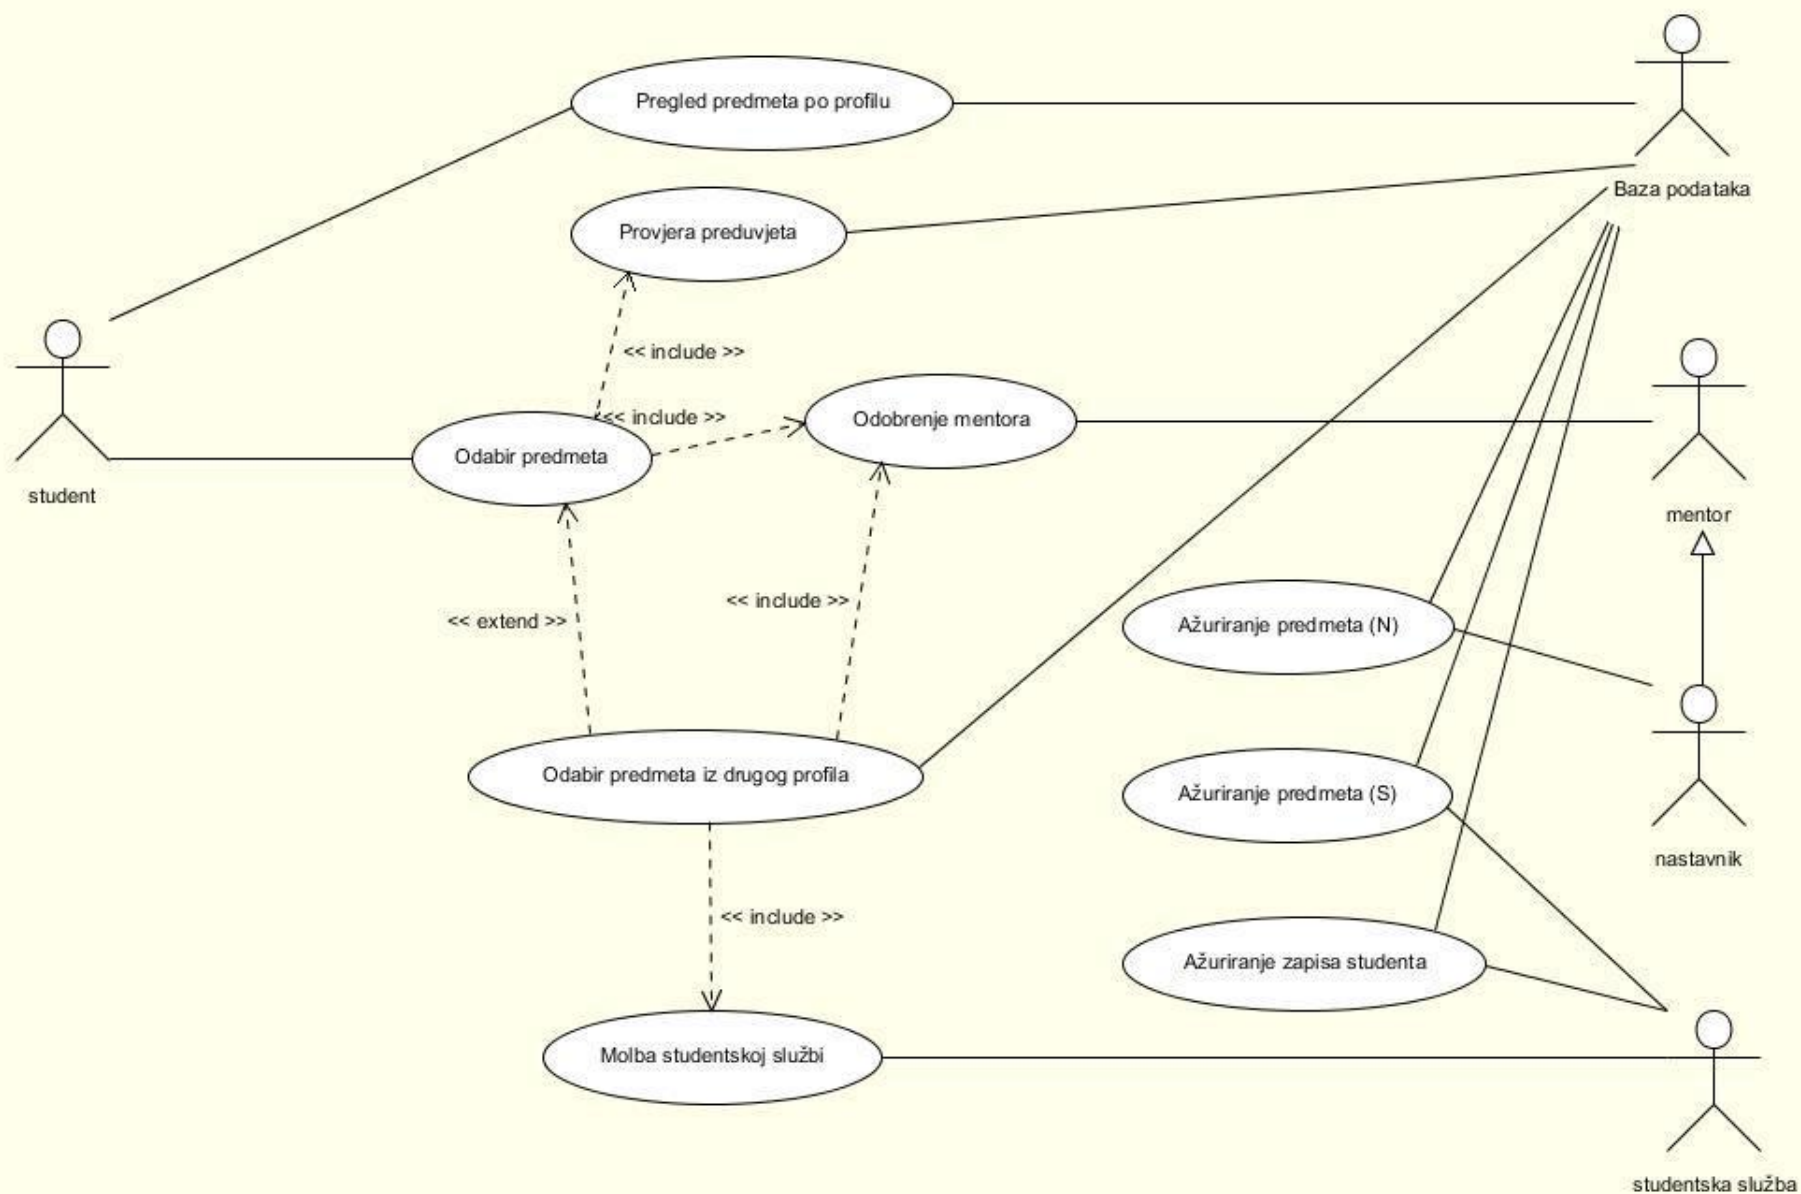 Pregled predmeta po profilu
Baza podataka
Provjera preduvjeta
<< include >>
<< include >>
Odobrenje mentora
Odabir predmeta
student
mentor
<< include >>
<< extend >>
Ažuriranje predmeta (N)
Odabir predmeta iz drugog profila
Ažuriranje predmeta (S)
nastavnik
<< include >>
Ažuriranje zapisa studenta
Molba studentskoj službi
studentska služba